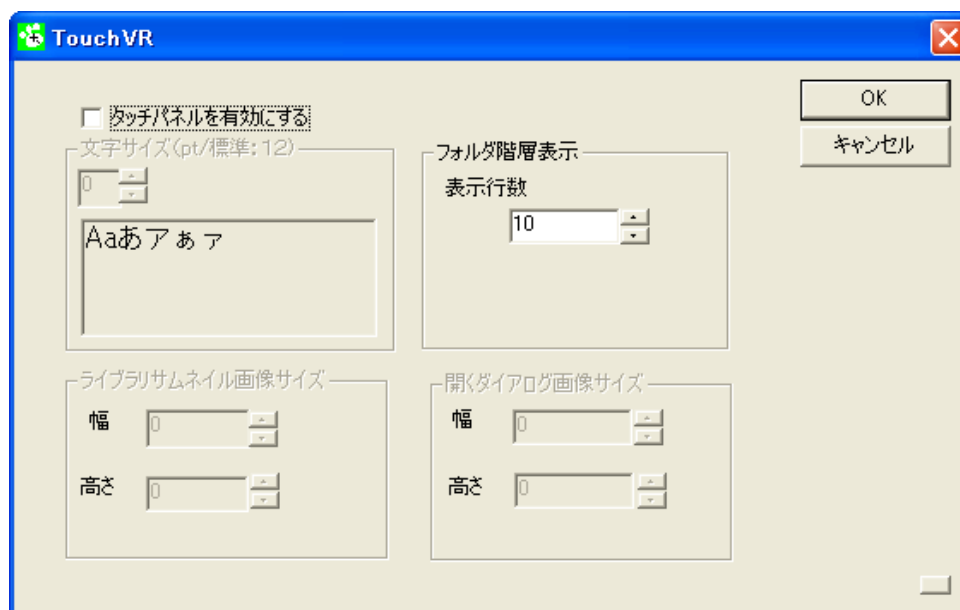 TouchVR
タッチパネルを有効にする
文字サイズ(pt/標準:12)
0
Aaあアぁァ
フォルダ階層表示
表示行数
10
OK
キャンセル
ライブラリサムネイル画像サイズ
幅 0
高さ 0
開くダイアログ画像サイズ
幅 0
高さ 0